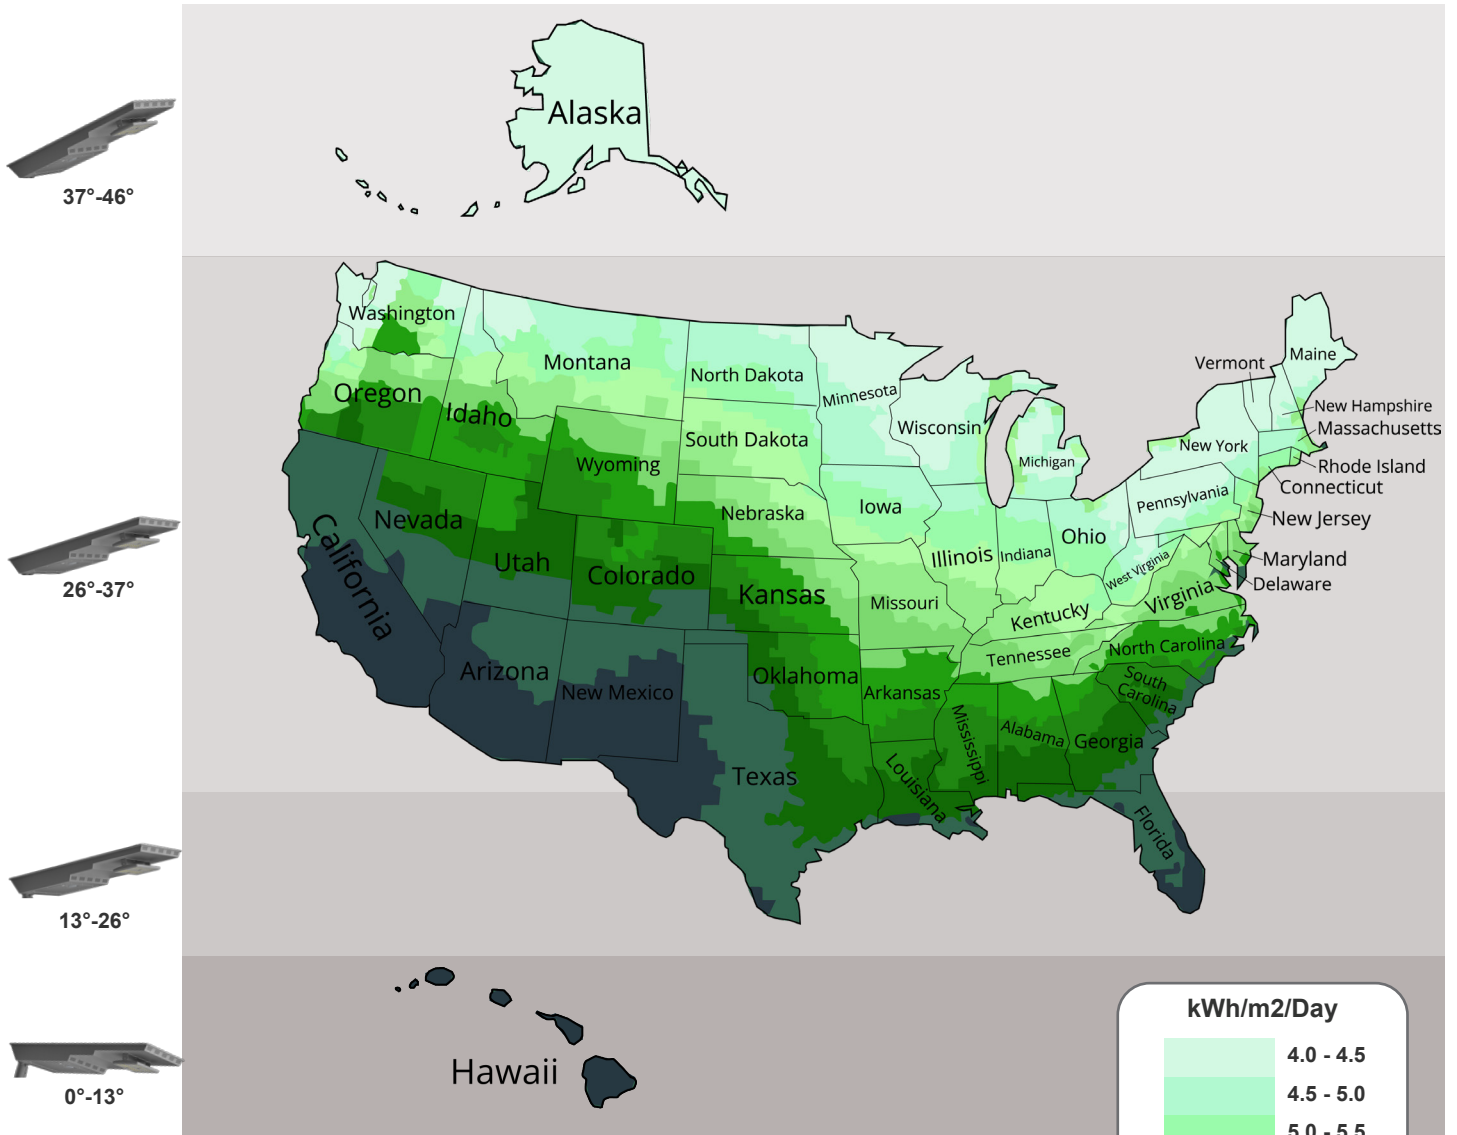 Alaska
37°-46°
Washington
Montana
North Dakota
Minnesota
Vermont
Maine
Oregon
Idaho
South Dakota
Wisconsin
Michigan
New York
New Hampshire
Massachusetts
Wyoming
Nebraska
Iowa
Pennsylvania
Rhode Island
Connecticut
New Jersey
California
Nevada
Utah
Colorado
Kansas
Missouri
Illinois
Indiana
Ohio
West Virginia
Virginia
Maryland
Delaware
26°-37°
Kentucky
Tennessee
North Carolina
Arizona
New Mexico
Oklahoma
Arkansas
South
Carolina
Mississippi
Alabama
Georgia
Texas
Louisiana
Florida
13°-26°
Hawaii
0°-13°
kWh/m2/Day
4.0 - 4.5
4.5 - 5.0
5.0 - 5.5